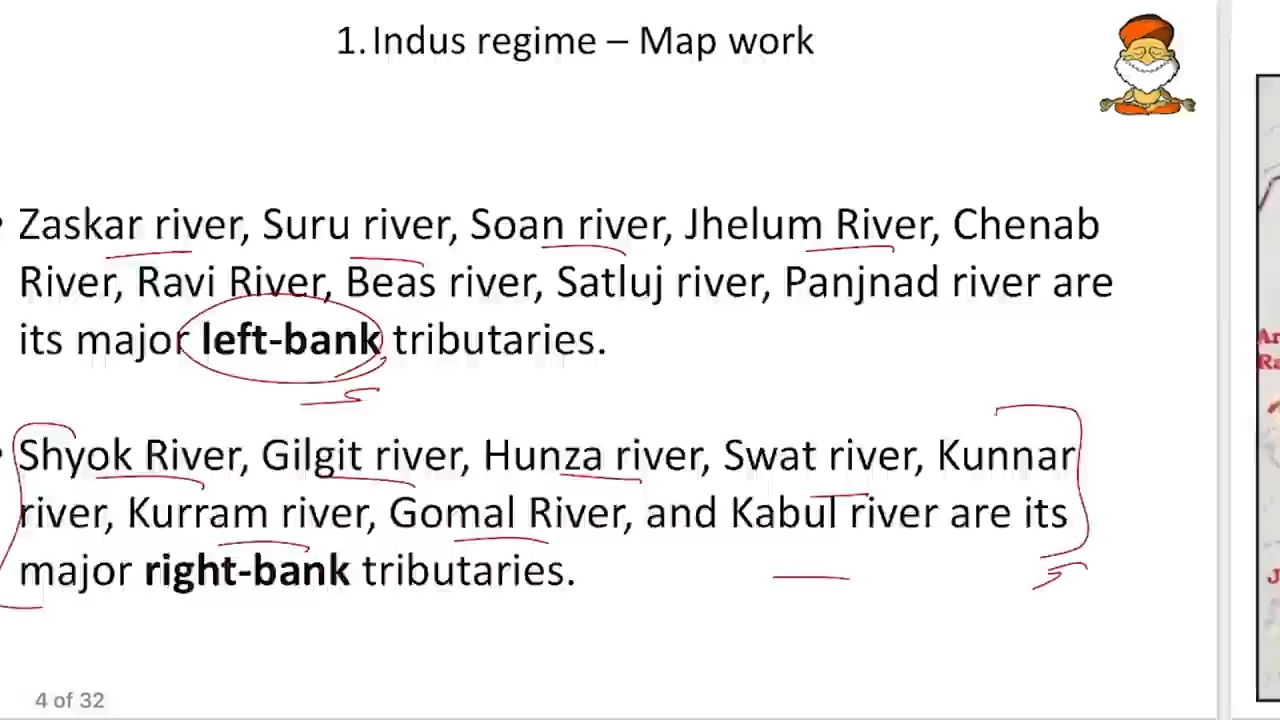 1. Indus regime – Map work
• Zaskar river, Suru river, Soan river, Jhelum River, Chenab
River, Ravi River, Beas river, Satluj river, Panjnad river are
its major left-bank tributaries.
• Shyok River, Gilgit river, Hunza river, Swat river, Kunnar
river, Kurram river, Gomal River, and Kabul river are its
major right-bank tributaries.
4 of 32
Ar
Ra
J